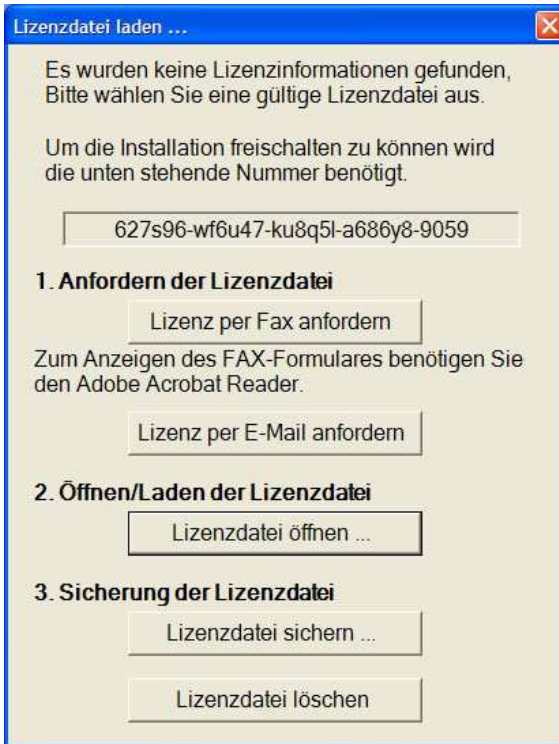 Lizenzdatei laden ...
Es wurden keine Lizenzinformationen gefunden,
Bitte wählen Sie eine gültige Lizenzdatei aus.
Um die Installation freischalten zu können wird
die unten stehende Nummer benötigt.
627s96-wf6u47-ku8q5l-a686y8-9059
1. Anfordern der Lizenzdatei
Lizenz per Fax anfordern
Zum Anzeigen des FAX-Formulares benötigen Sie
den Adobe Acrobat Reader.
Lizenz per E-Mail anfordern
2. Öffnen/Laden der Lizenzdatei
Lizenzdatei öffnen ...
3. Sicherung der Lizenzdatei
Lizenzdatei sichern ...
Lizenzdatei löschen